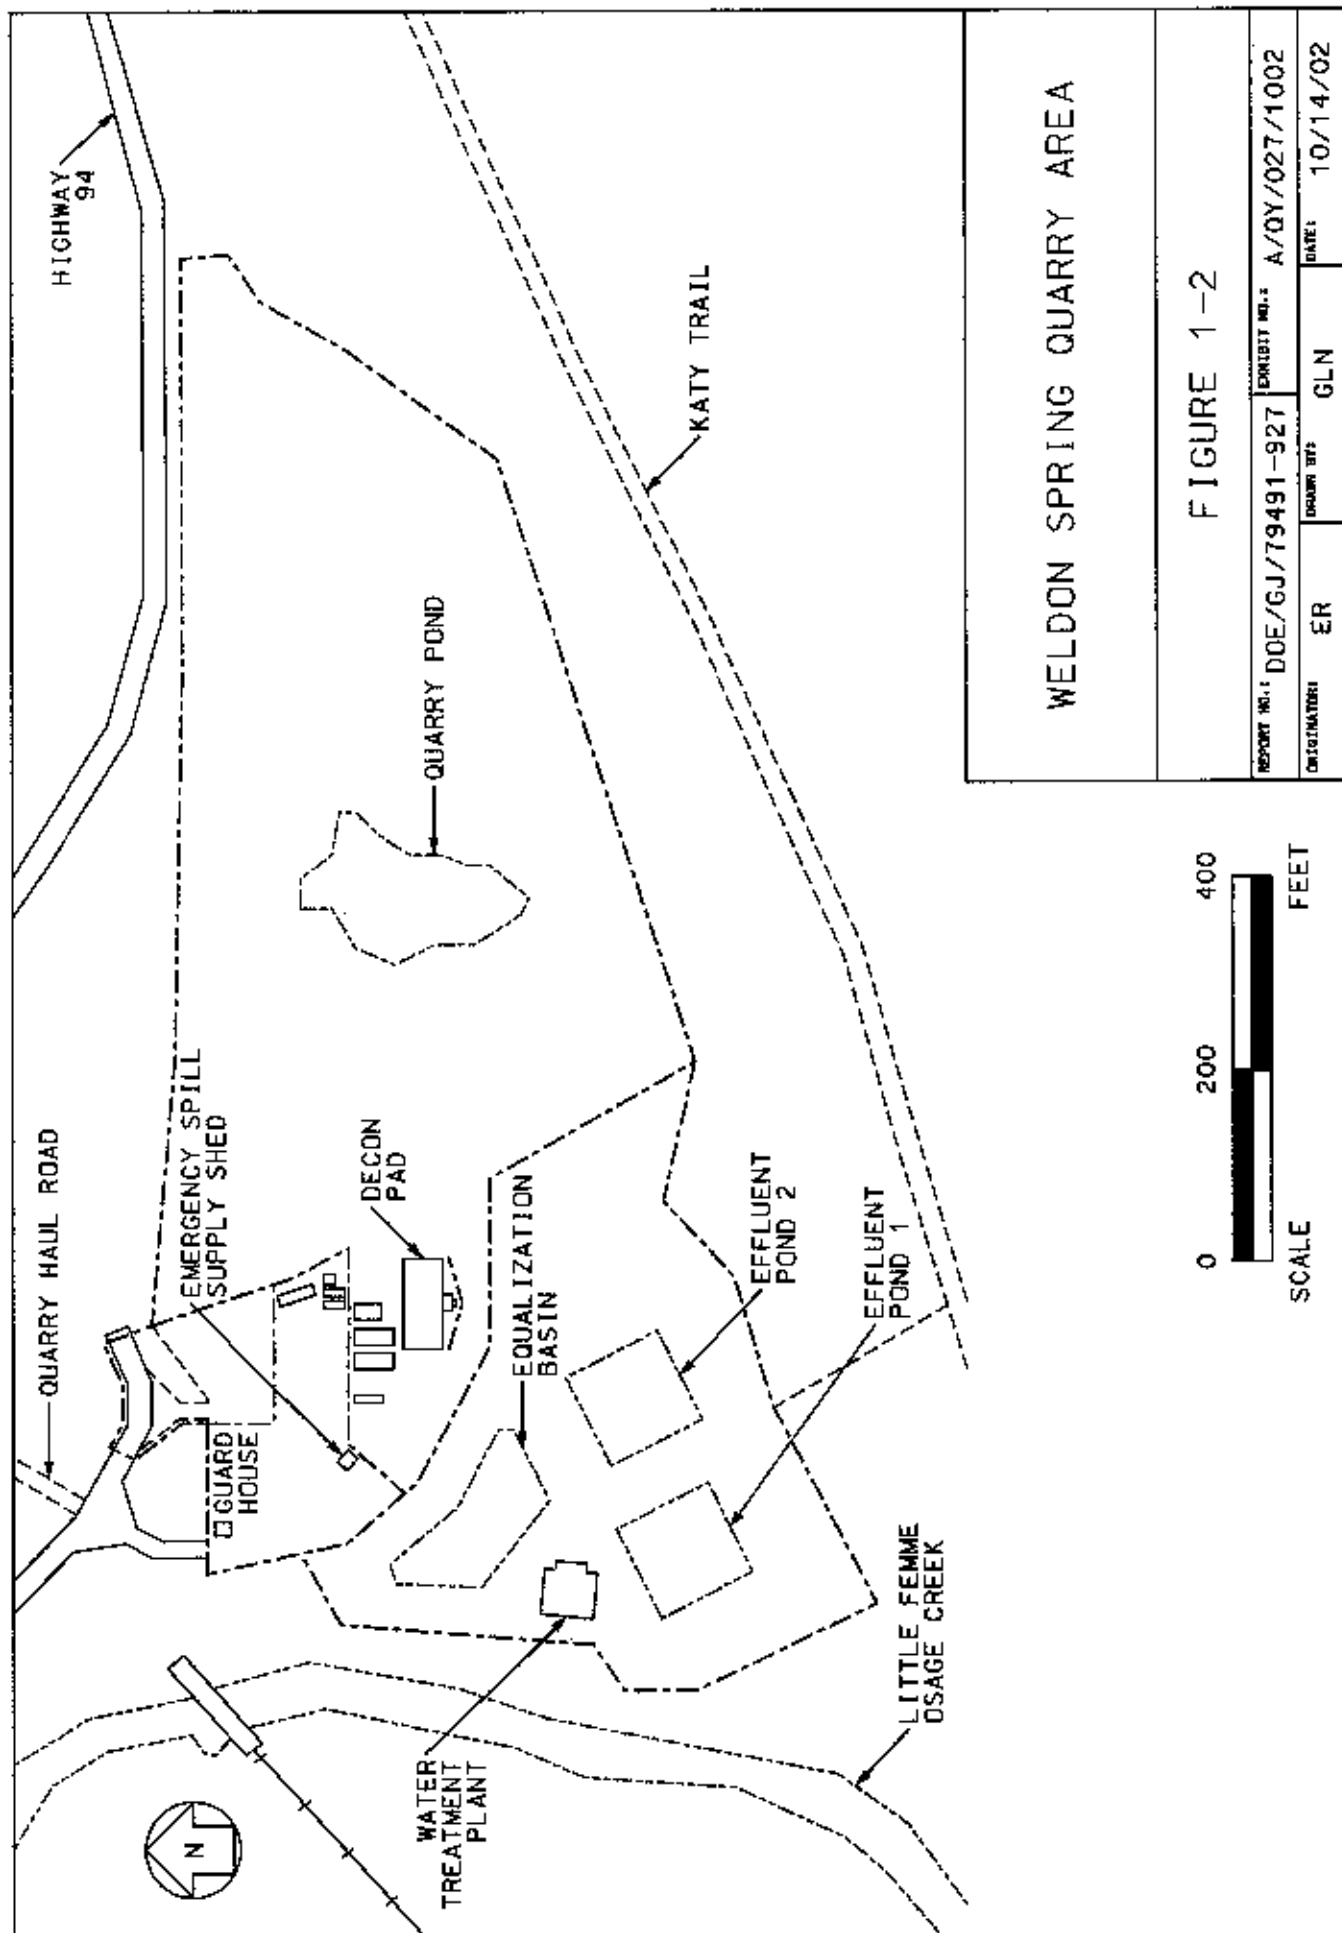 HIGHWAY
94
QUARRY HAUL ROAD
EMERGENCY SPILL
SUPPLY SHED
GUARD
HOUSE
DECON
PAD
QUARRY POND
KATY TRAIL
EQUALIZATION
BASIN
EFFLUENT
POND 2
EFFLUENT
POND 1
WATER
TREATMENT
PLANT
LITTLE FEMME
OSAGE CREEK
N
0 200 400
SCALE FEET
WELDON SPRING QUARRY AREA
FIGURE 1-2
REPORT NO.: DOE/GJ/79491-927 EXHIBIT NO.: A/QY/027/1002
ORIGINATOR: ER DRAWN BY: GLN DATE: 10/14/02